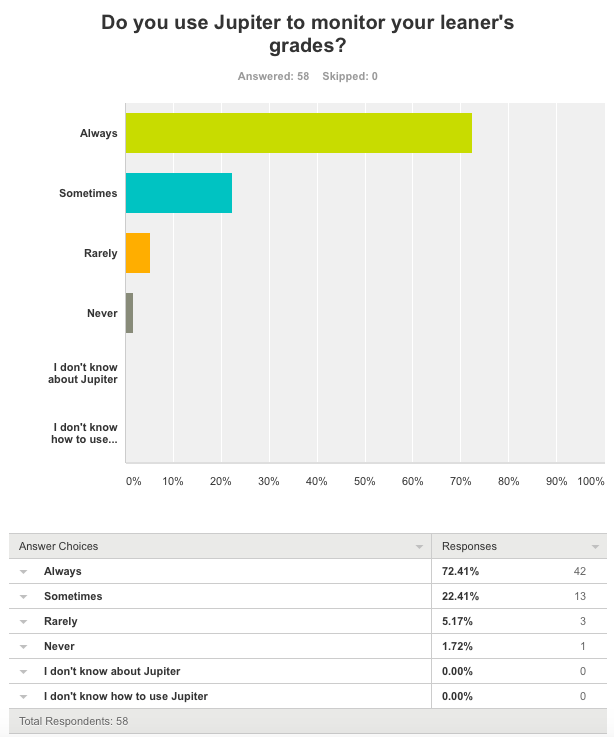 Do you use Jupiter to monitor your leaner's
grades?
Answered: 58 Skipped: 0
Always
Sometimes
Rarely
Never
I don't know
about Jupiter
I don't know
how to use...
0% 10% 20% 30% 40% 50% 60% 70% 80% 90% 100%
Answer Choices Responses
Always 72.41% 42
Sometimes 22.41% 13
Rarely 5.17% 3
Never 1.72% 1
I don't know about Jupiter 0.00% 0
I don't know how to use Jupiter 0.00% 0
Total Respondents: 58